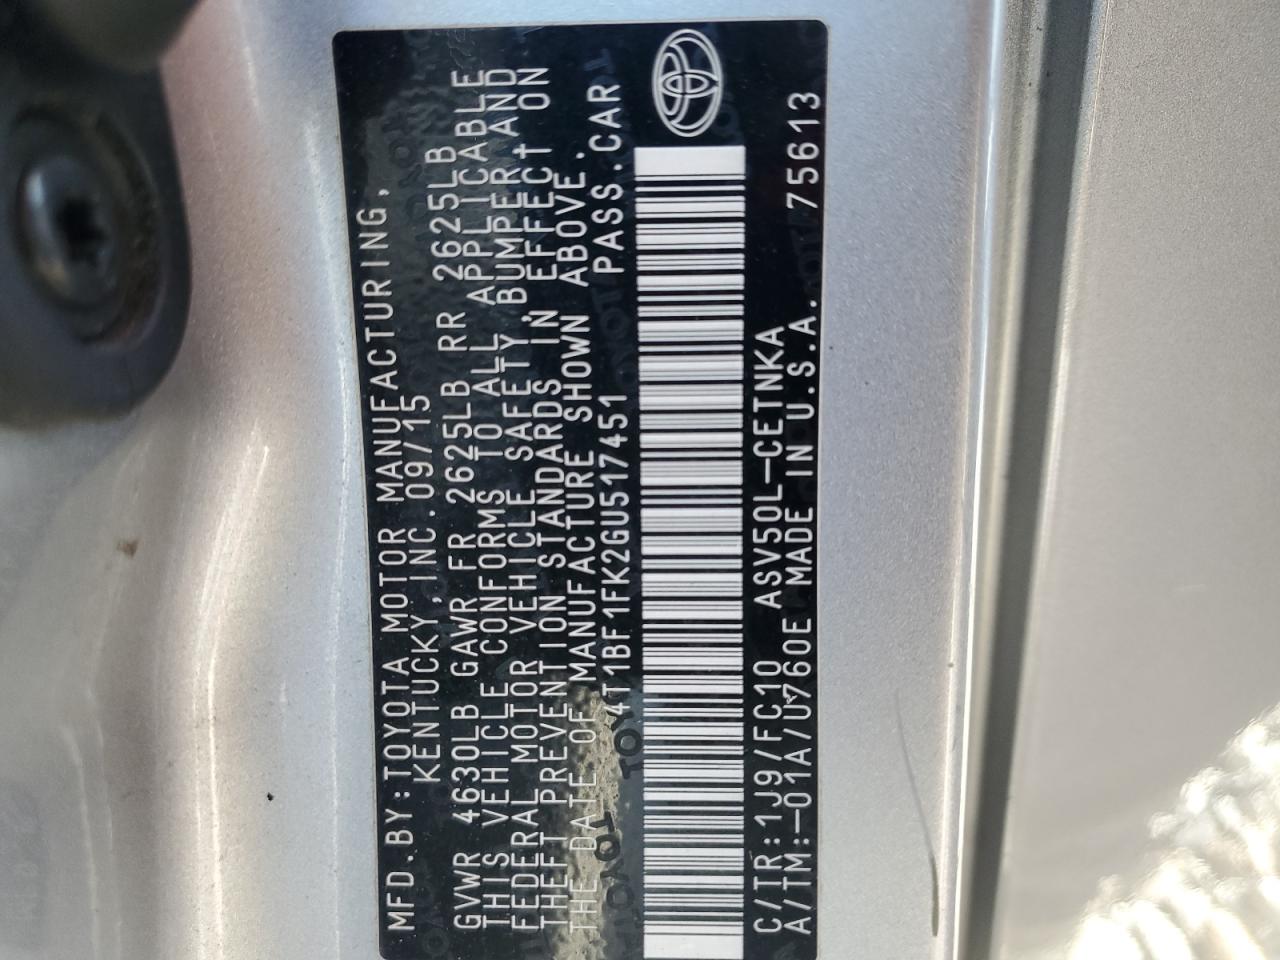 MFD.BY:TOYOTA MOTOR MANUFACTURING,
KENTUCKY,INC.09/15
GVWR 4630LB GAWR FR 2625LB RR 2625LB
THIS VEHICLE CONFORMS TO ALL APPLICABLE
FEDERAL MOTOR VEHICLE SAFETY,BUMPER AND
THEFT PREVENTION STANDARDS IN EFFECT ON
THE DATE OF MANUFACTURE SHOWN ABOVE.
4T1BF1FK2GU517451 PASS.CAR
C/TR:1J9/FC10 ASV50L-CETNKA
A/TM:-01A/U760E MADE IN U.S.A. 75613